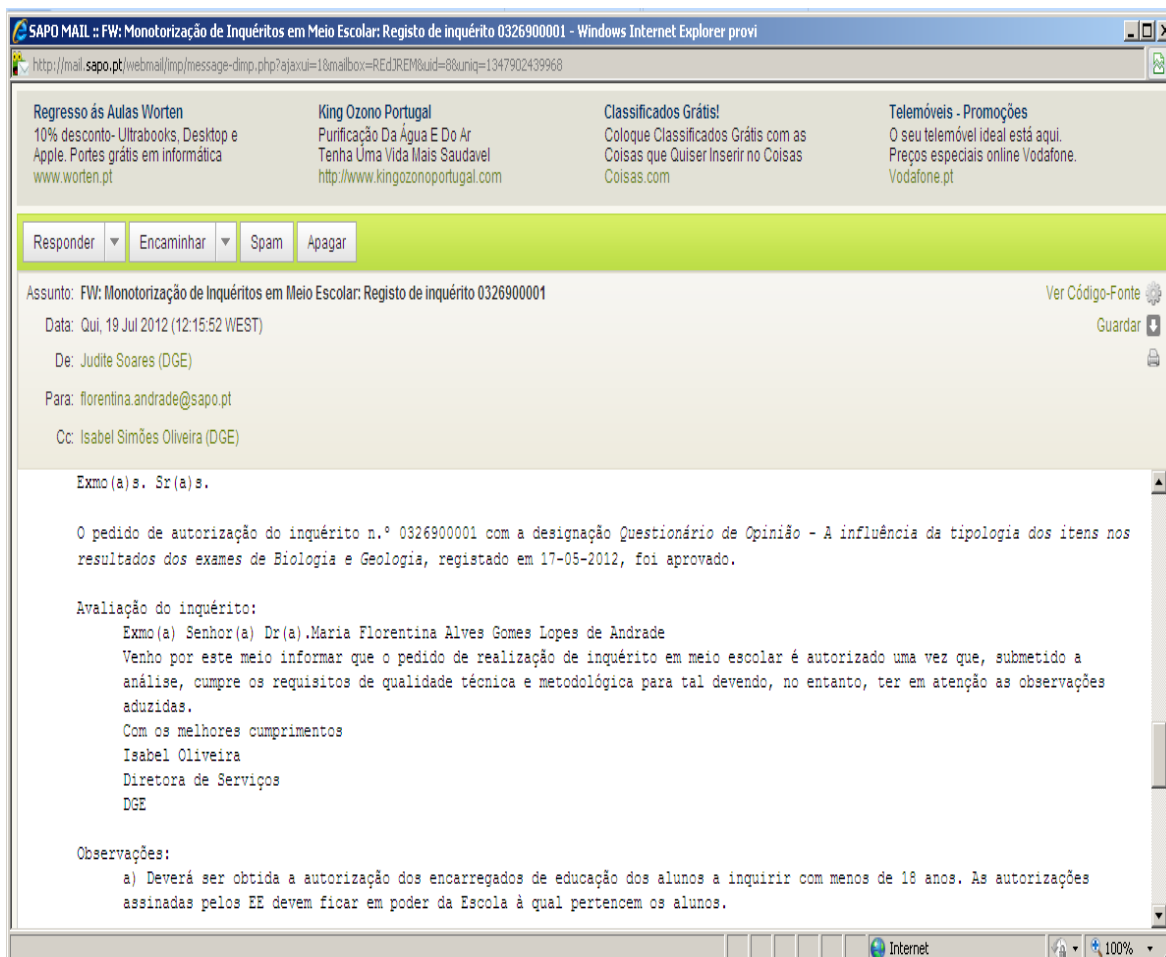 SAPO MAIL :: FW: Monotorização de Inquéritos em Meio Escolar: Registo de inquérito 0326900001 - Windows Internet Explorer provi
http://mail.sapo.pt/webmail/imp/message-dimp.php?ajaxui=1&mailbox=REdJREM&uid=8&uniq=1347902439968
Regresso ás Aulas Worten
10% desconto- Ultrabooks, Desktop e
Apple. Portes grátis em informática
www.worten.pt
King Ozono Portugal
Purificação Da Água E Do Ar
Tenha Uma Vida Mais Saudavel
http://www.kingozonoportugal.com
Classificados Grátis!
Coloque Classificados Grátis com as
Coisas que Quiser Inserir no Coisas
Coisas.com
Telemóveis - Promoções
O seu telemóvel ideal está aqui.
Preços especiais online Vodafone.
Vodafone.pt
Responder Encaminhar Spam Apagar
Assunto: FW: Monotorização de Inquéritos em Meio Escolar: Registo de inquérito 0326900001 Ver Código-Fonte
Data: Qui, 19 Jul 2012 (12:15:52 WEST) Guardar
De: Judite Soares (DGE)
Para: florentina.andrade@sapo.pt
Cc: Isabel Simões Oliveira (DGE)
Exmo(a)s. Sr(a)s.
O pedido de autorização do inquérito n.º 0326900001 com a designação Questionário de Opinião - A influência da tipologia dos itens nos
resultados dos exames de Biologia e Geologia, registado em 17-05-2012, foi aprovado.
Avaliação do inquérito:
Exmo(a) Senhor(a) Dr(a).Maria Florentina Alves Gomes Lopes de Andrade
Venho por este meio informar que o pedido de realização de inquérito em meio escolar é autorizado uma vez que, submetido a
análise, cumpre os requisitos de qualidade técnica e metodológica para tal devendo, no entanto, ter em atenção as observações
aduzidas.
Com os melhores cumprimentos
Isabel Oliveira
Diretora de Serviços
DGE
Observações:
a) Deverá ser obtida a autorização dos encarregados de educação dos alunos a inquirir com menos de 18 anos. As autorizações
assinadas pelos EE devem ficar em poder da Escola à qual pertencem os alunos.
Internet 100%